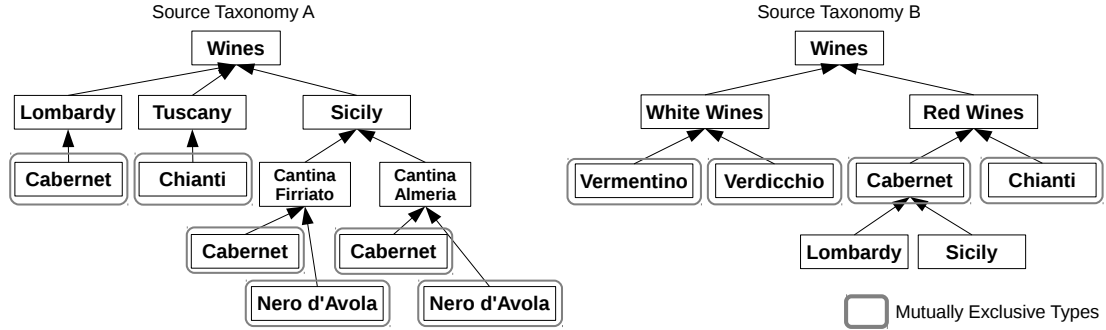 Source Taxonomy A
Wines
Lombardy
Tuscany
Sicily
Cabernet
Chianti
Cantina
Firriato
Cantina
Almeria
Cabernet
Cabernet
Nero d'Avola
Nero d'Avola
Source Taxonomy B
Wines
White Wines
Red Wines
Vermentino
Verdicchio
Cabernet
Chianti
Lombardy
Sicily
Mutually Exclusive Types